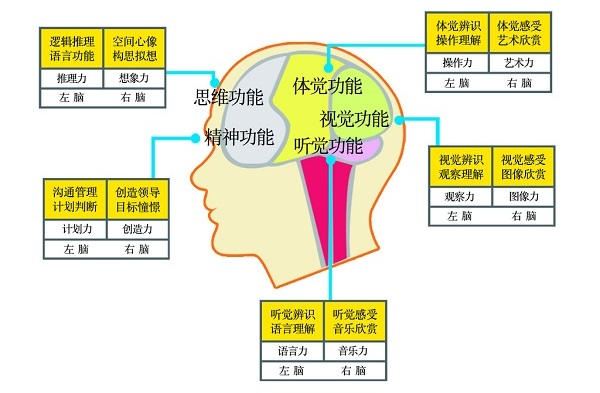 逻辑推理 空间心像
语言功能 构思拟想
推理力 想象力
左 脑 右 脑
体觉辨识 体觉感受
操作理解 艺术欣赏
操作力 艺术力
左 脑 右 脑
思维功能
体觉功能
视觉功能
精神功能
听觉功能
沟通管理 创造领导
计划判断 目标憧憬
计划力 创造力
左 脑 右 脑
视觉辨识 视觉感受
观察理解 图像欣赏
观察力 图像力
左 脑 右 脑
听觉辨识 听觉感受
语言理解 音乐欣赏
语言力 音乐力
左 脑 右 脑